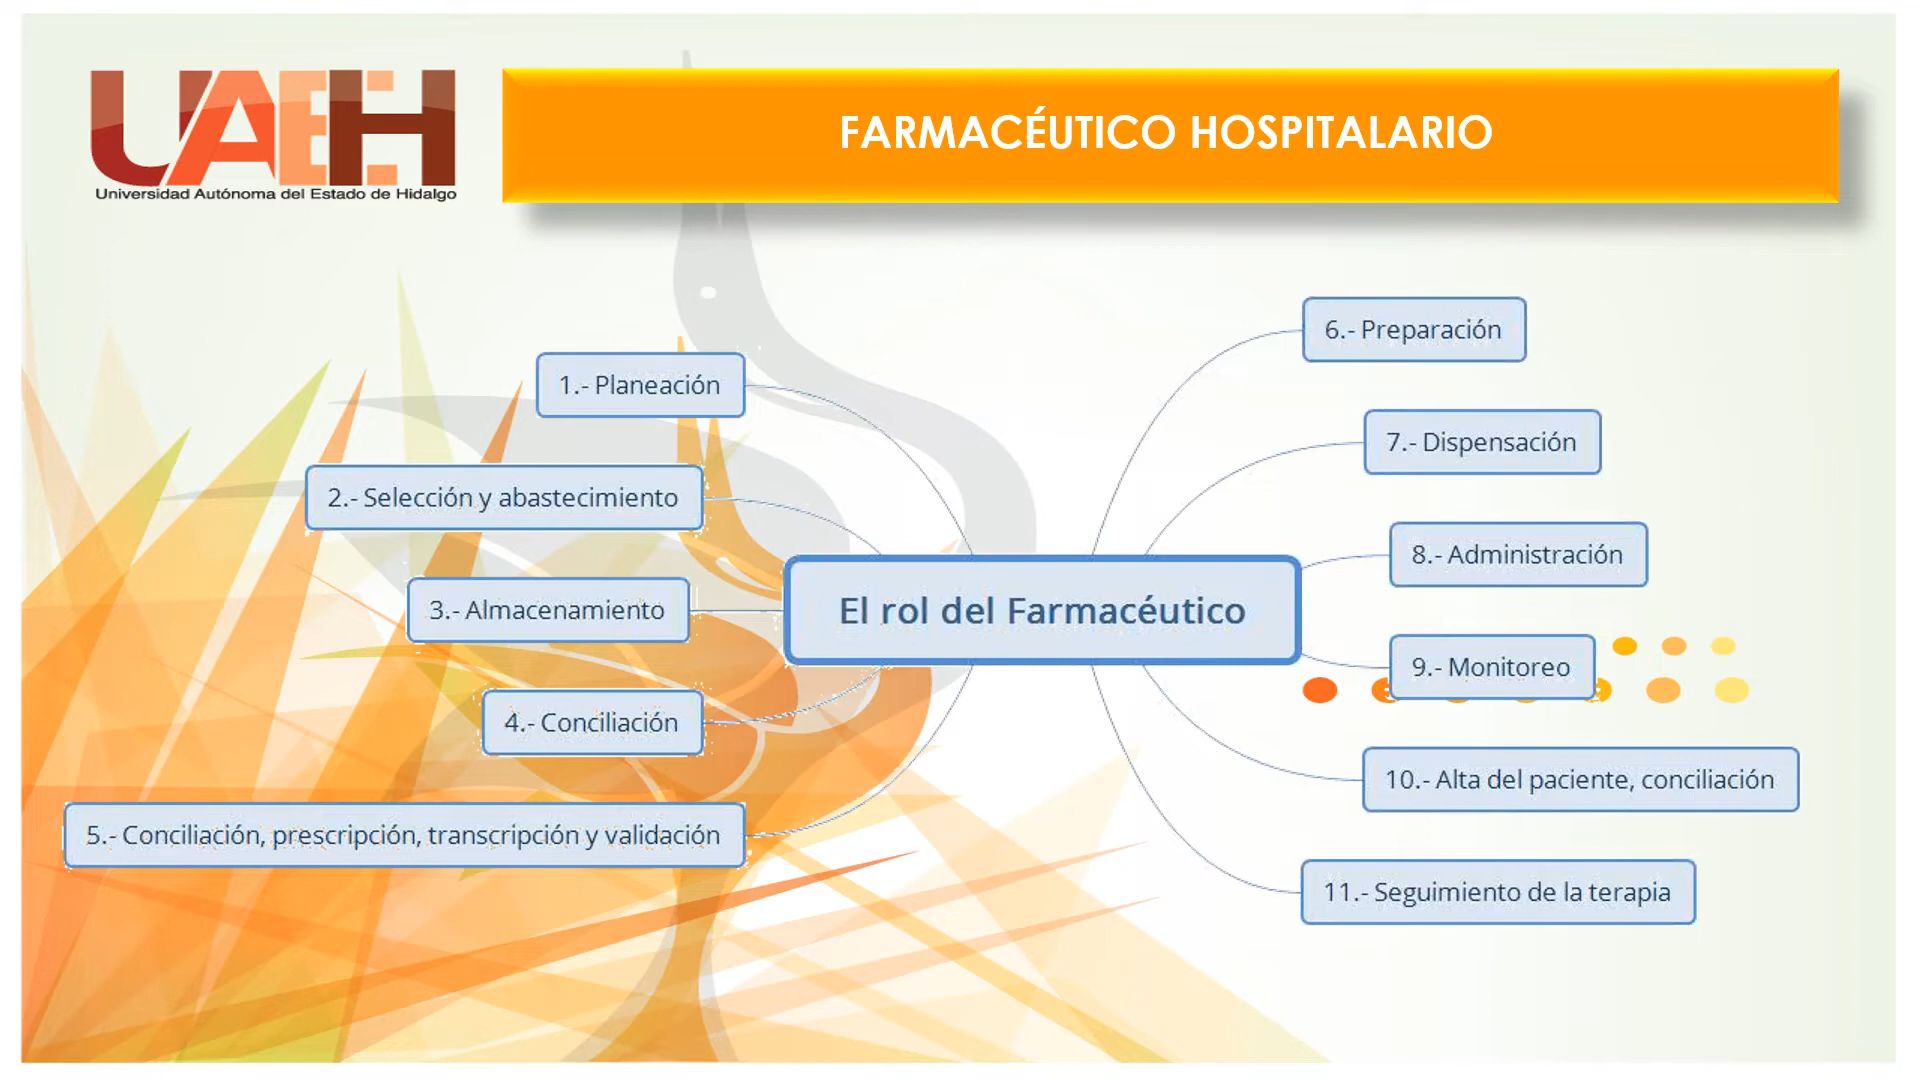 UAEH
Universidad Autónoma del Estado de Hidalgo
FARMACÉUTICO HOSPITALARIO
1.- Planeación
2.- Selección y abastecimiento
3.- Almacenamiento
4.- Conciliación
5.- Conciliación, prescripción, transcripción y validación
El rol del Farmacéutico
6.- Preparación
7.- Dispensación
8.- Administración
9.- Monitoreo
10.- Alta del paciente, conciliación
11.- Seguimiento de la terapia